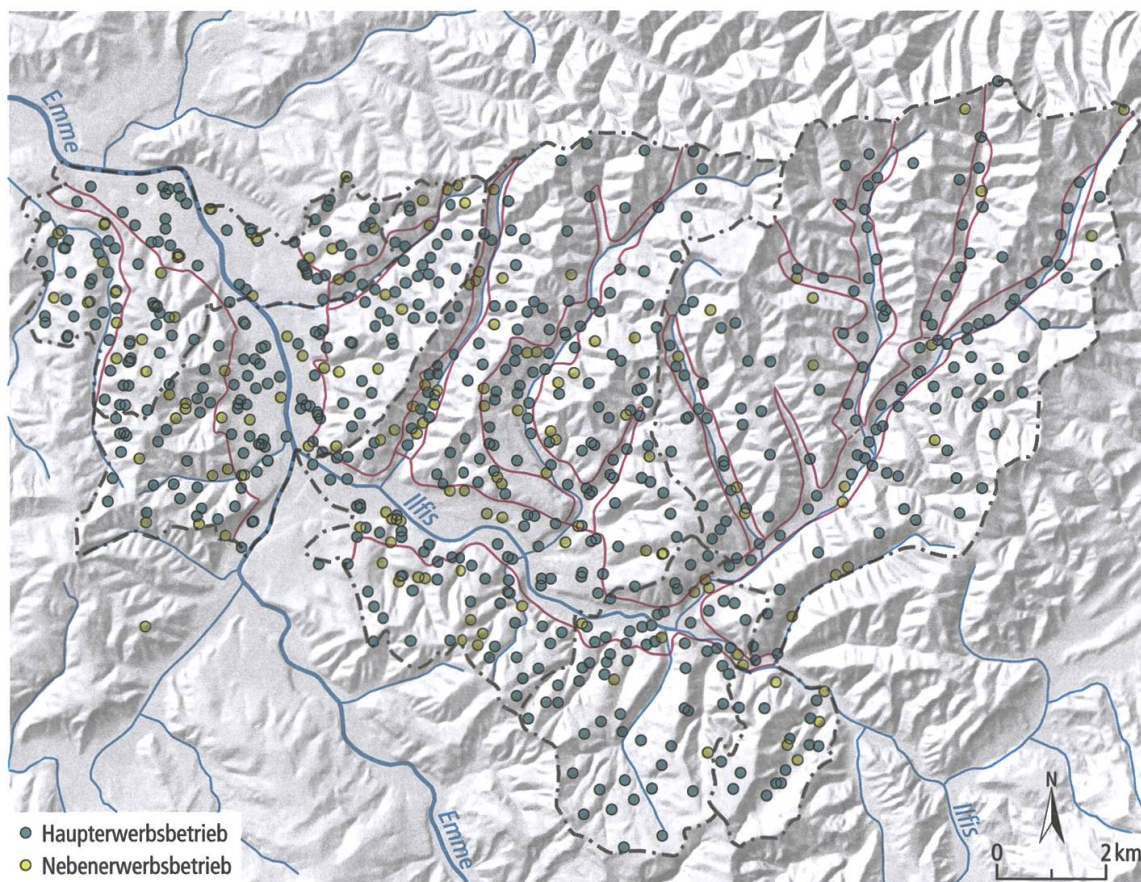 Emme
Ilfis
Emme
Ilfis
N
0 2 km
Haupterwerbsbetrieb
Nebenerwerbsbetrieb